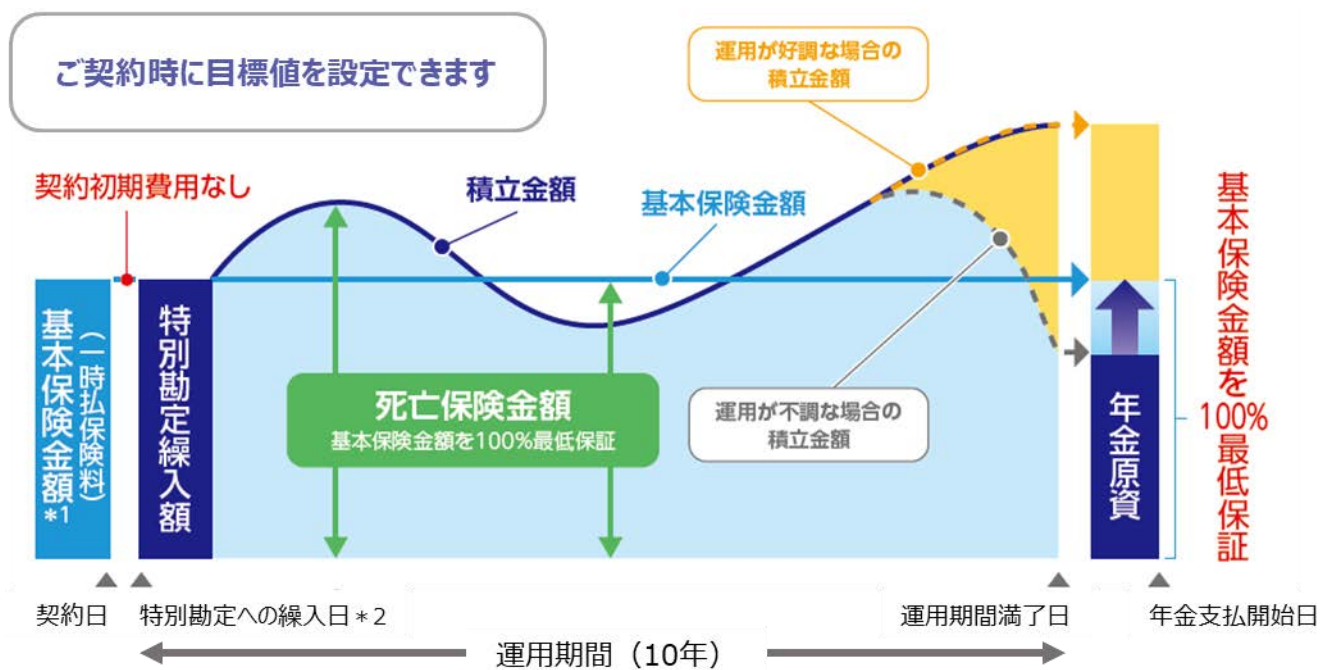 ご契約時に目標値を設定できます
運用が好調な場合の
積立金額
契約初期費用なし
積立金額
基本保険金額
基本保険金額*1
(一時払保険料)
特別勘定繰入額
死亡保険金額
基本保険金額を100%最低保証
運用が不調な場合の
積立金額
年金原資
基本保険金額を100%最低保証
契約日
特別勘定への繰入日*2
運用期間満了日
年金支払開始日
運用期間(10年)